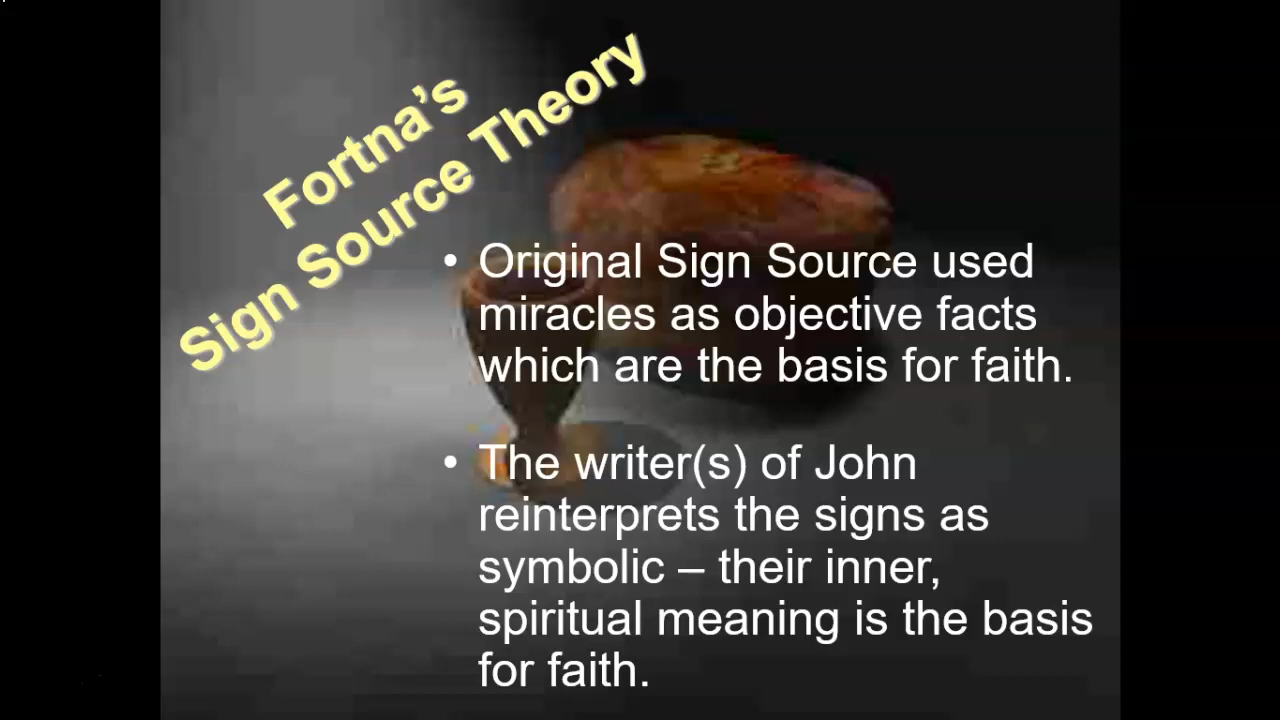 Fortna’s
Sign Source Theory
• Original Sign Source used
miracles as objective facts
which are the basis for faith.
• The writer(s) of John
reinterprets the signs as
symbolic – their inner,
spiritual meaning is the basis
for faith.